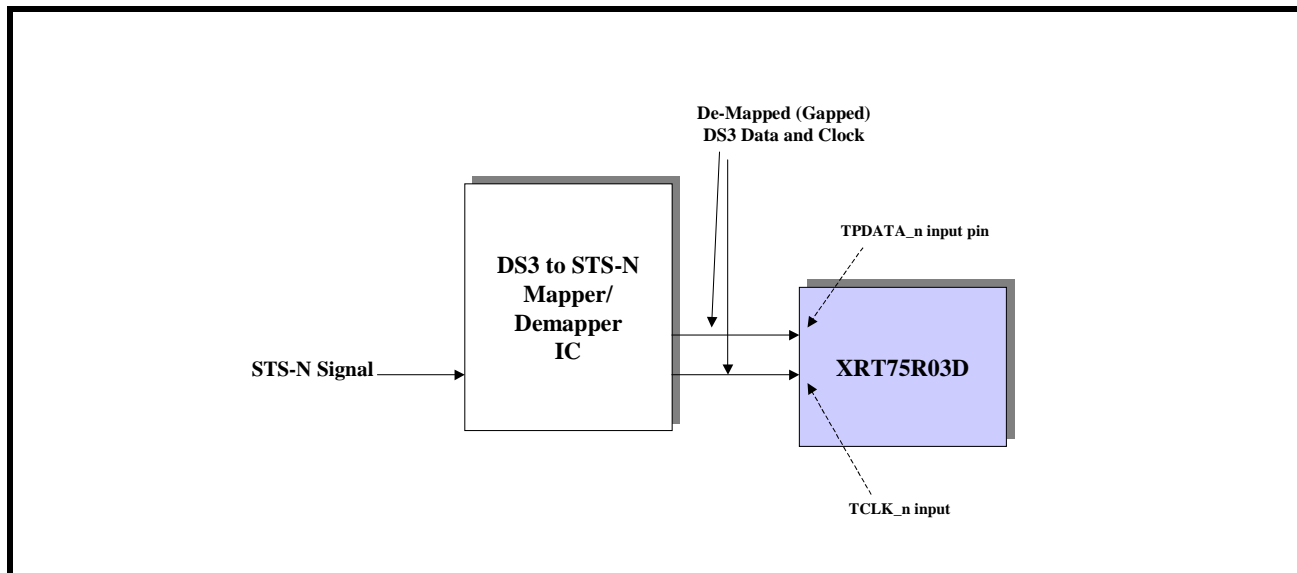 De-Mapped (Gapped)
DS3 Data and Clock
TPDATA_n input pin
DS3 to STS-N
Mapper/
Demapper
IC
STS-N Signal
XRT75R03D
TCLK_n input